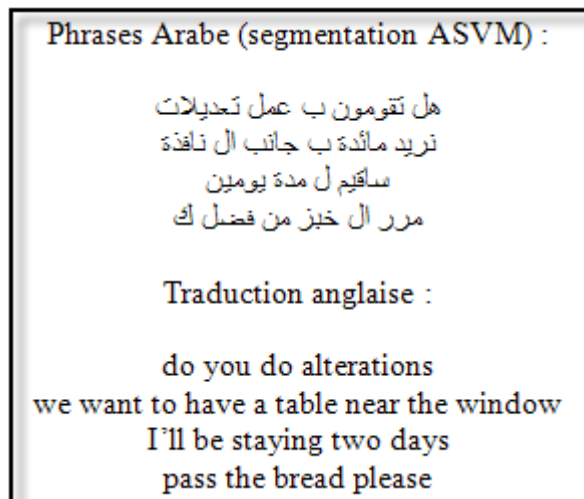 Phrases Arabe (segmentation ASVM) :
هل تقومون ب عمل تعديلات
نريد مائدة ب جانب ال نافذة
ساقيم ل مدة يومين
مرر ال خبز من فضل ك
Traduction anglaise :
do you do alterations
we want to have a table near the window
I’ll be staying two days
pass the bread please